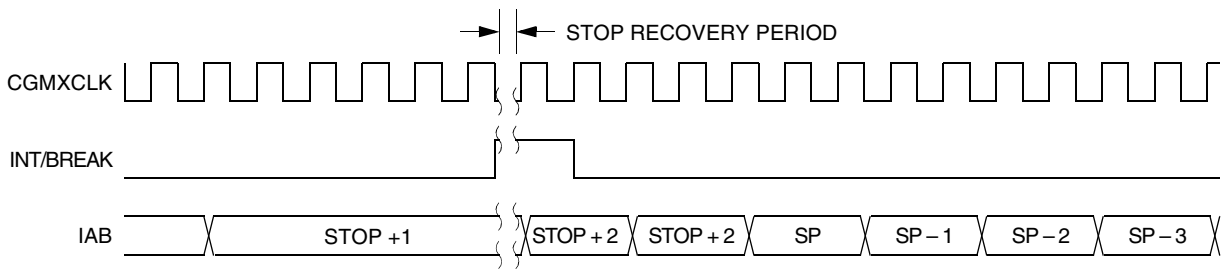 STOP RECOVERY PERIOD
CGMXCLK
INT/BREAK
IAB STOP +1 STOP + 2 STOP + 2 SP SP – 1 SP – 2 SP – 3